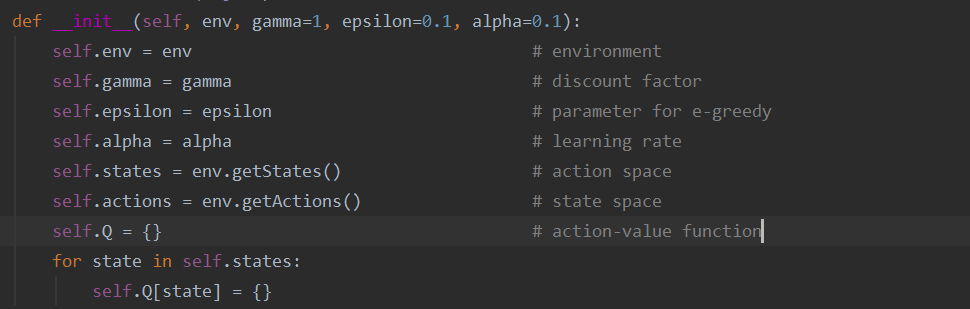 def __init__(self, env, gamma=1, epsilon=0.1, alpha=0.1):
    self.env = env                                      # environment
    self.gamma = gamma                                  # discount factor
    self.epsilon = epsilon                              # parameter for e-greedy
    self.alpha = alpha                                  # learning rate
    self.states = env.getStates()                       # action space
    self.actions = env.getActions()                     # state space
    self.Q = {}                                         # action-value function
    for state in self.states:
        self.Q[state] = {}